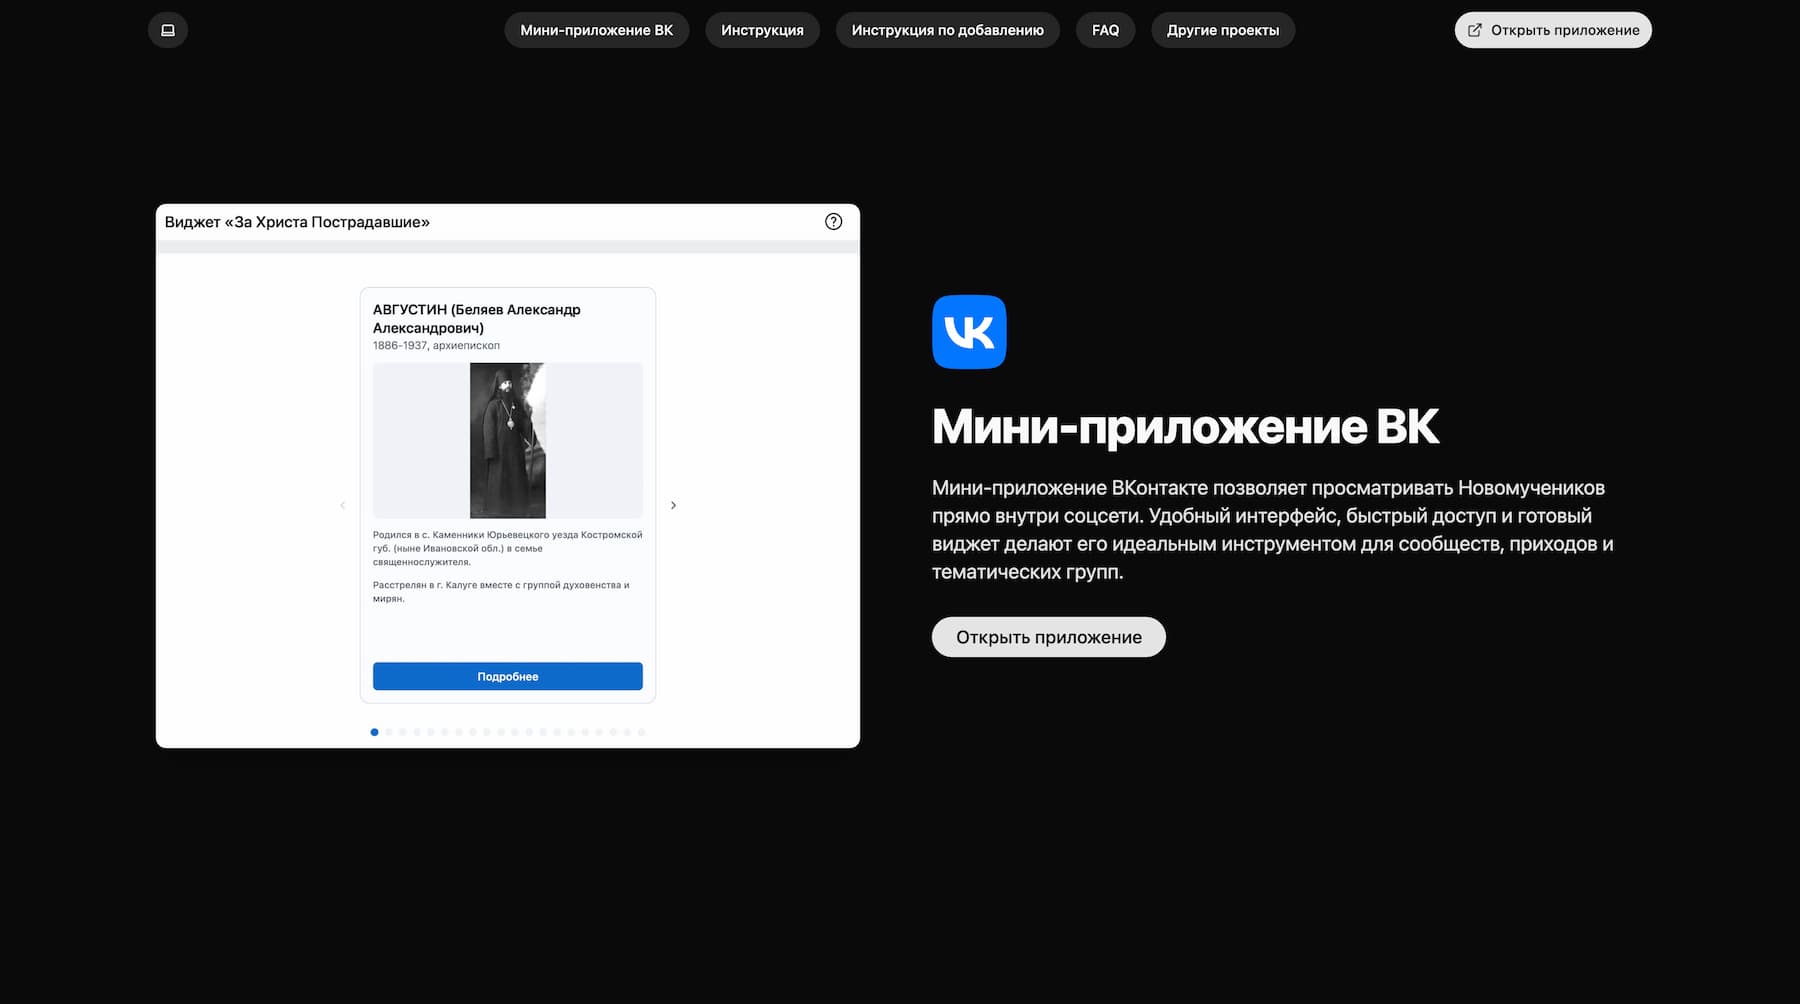 Мини-приложение ВК
Инструкция
Инструкция по добавлению
FAQ
Другие проекты
Открыть приложение
Виджет «За Христа Пострадавшие»
АВГУСТИН (Беляев Александр
Александрович)
1886-1937, архиепископ
Родился в с. Каменники Юрьевецкого уезда Костромской
губ. (ныне Ивановской обл.) в семье
священнослужителя.
Расстрелян в г. Калуге вместе с группой духовенства и
мирян.
Подробнее
VK
Мини-приложение ВК
Мини-приложение ВКонтакте позволяет просматривать Новомучеников
прямо внутри соцсети. Удобный интерфейс, быстрый доступ и готовый
виджет делают его идеальным инструментом для сообществ, приходов и
тематических групп.
Открыть приложение